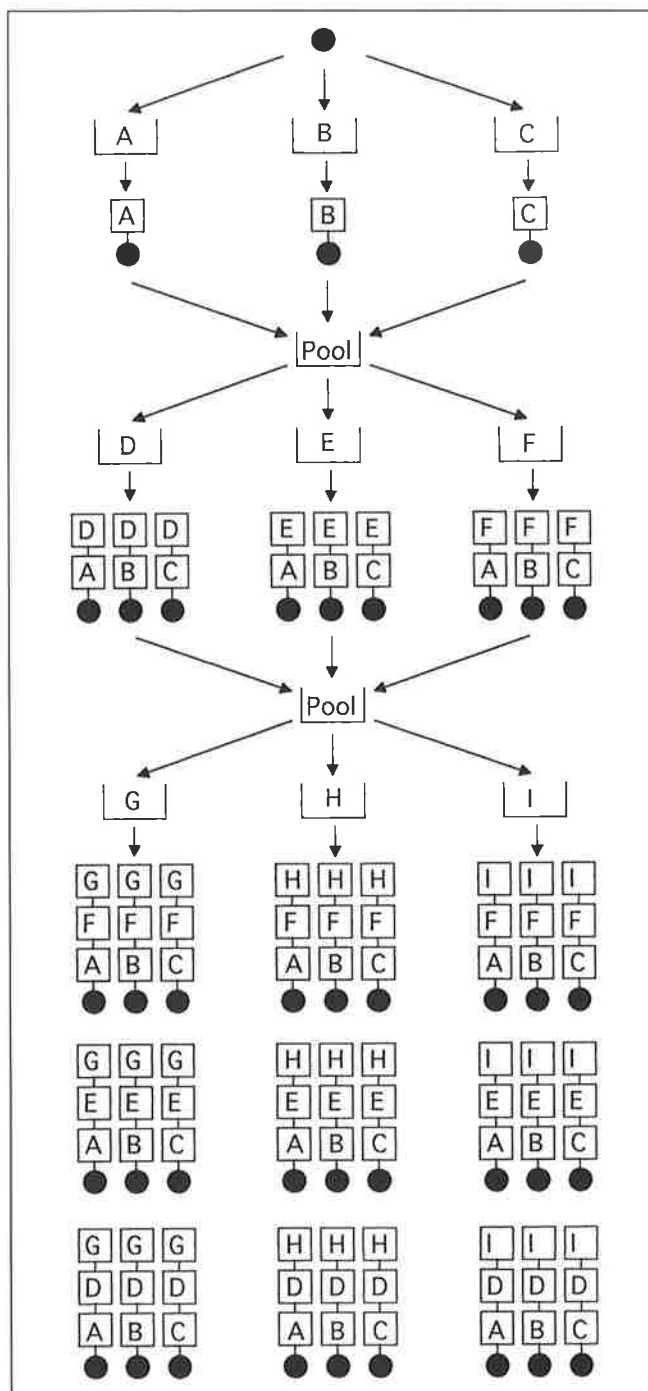 A B C
A B C
Pool
D E F
D D D E E E F F F
A B C A B C A B C
Pool
G H I
G G G H H H I I I
F F F F F F F F F
A B C A B C A B C
G G G H H H I I I
E E E E E E E E E
A B C A B C A B C
G G G H H H I I I
D D D D D D D D D
A B C A B C A B C